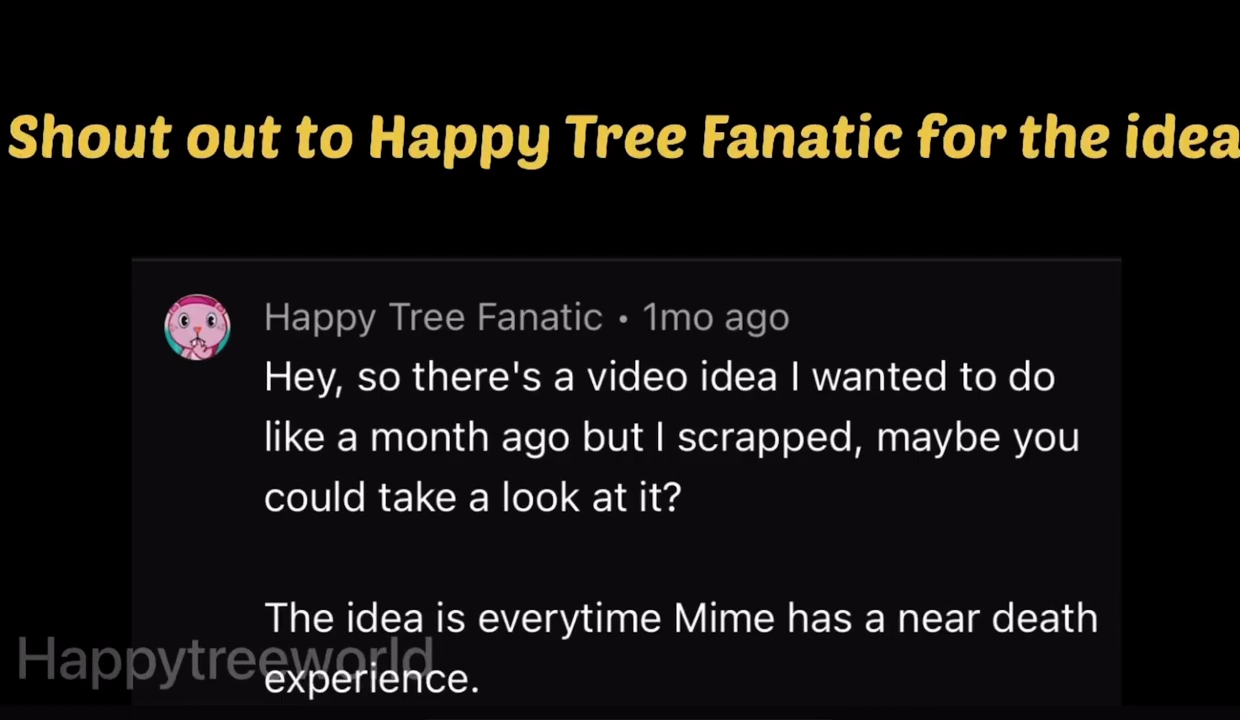 Shout out to Happy Tree Fanatic for the idea
Happy Tree Fanatic • 1mo ago
Hey, so there's a video idea I wanted to do
like a month ago but I scrapped, maybe you
could take a look at it?
The idea is everytime Mime has a near death
experience.
Happytreeworld